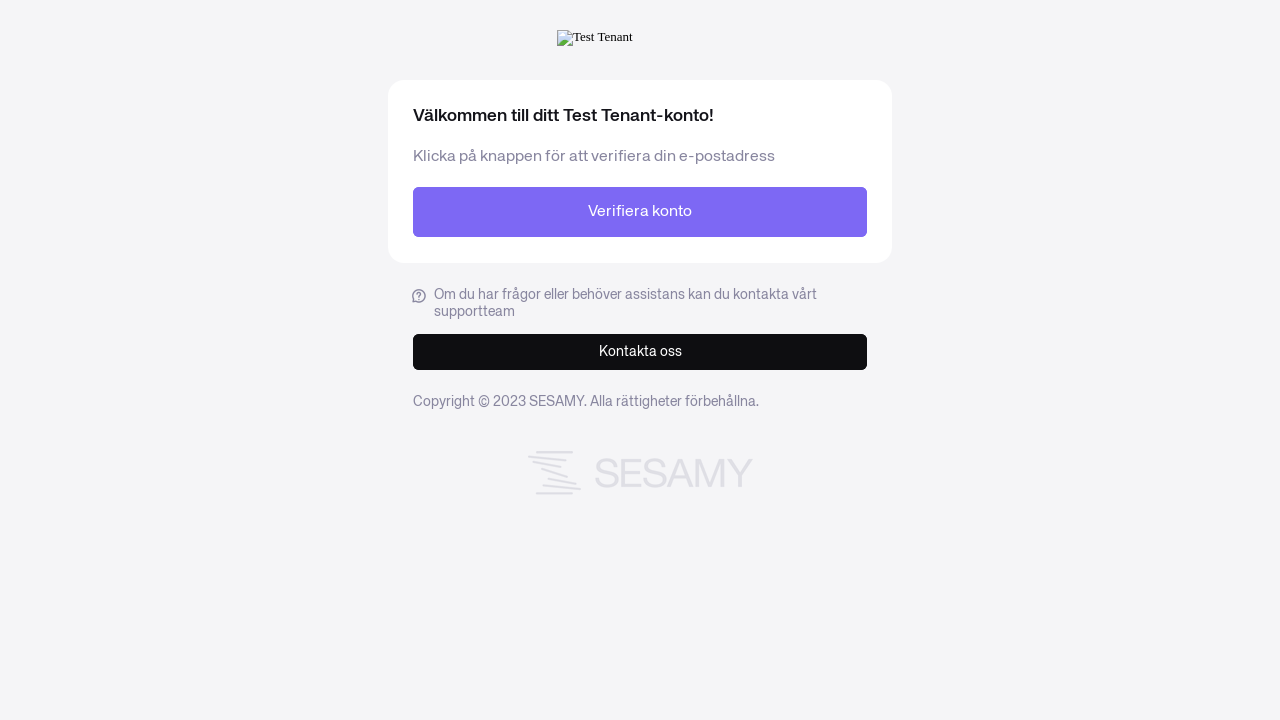 Test Tenant
Välkommen till ditt Test Tenant-konto!
Klicka på knappen för att verifiera din e-postadress
Verifiera konto
Om du har frågor eller behöver assistans kan du kontakta vårt
supportteam
Kontakta oss
Copyright © 2023 SESAMY. Alla rättigheter förbehållna.
SESAMY